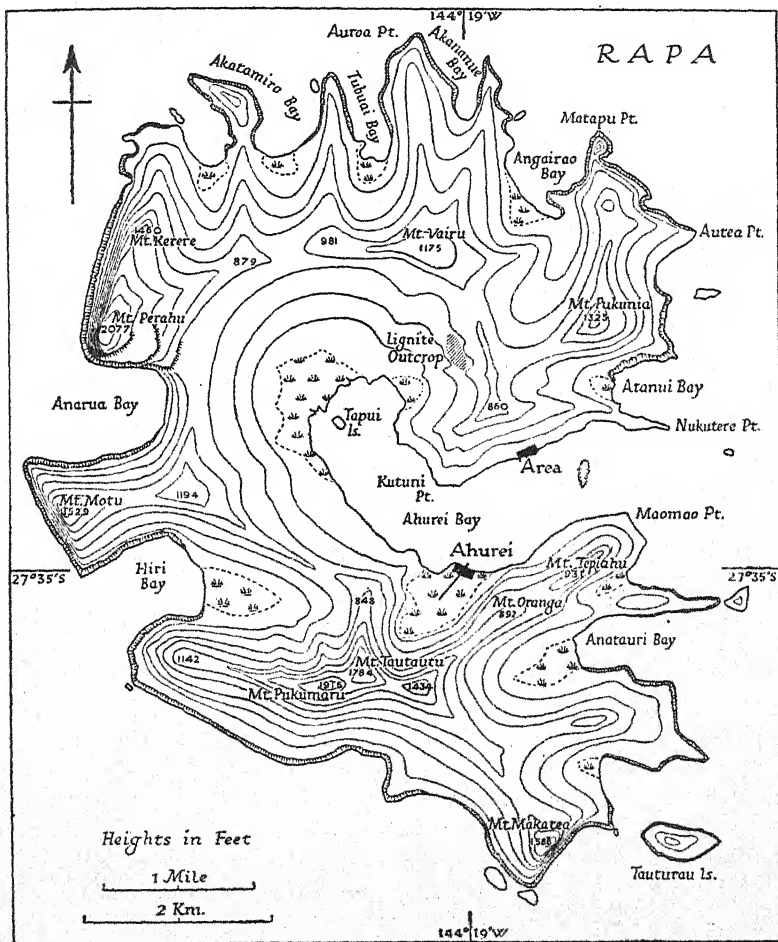 144° 19'W
RAPA
Auroa Pt.
Akananue
Bay
Akatamiro Bay
Tubuai Bay
Matapu Pt.
Angairao
Bay
Autea Pt.
1460
Mt. Kerere
879
981
Mt. Vairu
1175
Mt. Pukunia
1325
Mt. Perahu
2077
Lignite
Outcrop
Atanui Bay
Anarua Bay
Tapui
Is.
860
Nukutere Pt.
Area
Kutuni
Pt.
1194
Mt. Motu
1529
Ahurei Bay
Maomao Pt.
Hiri
Bay
Ahurei
27°35's
27°35's
Mt. Tepiahu
Mt. Oranga
892
843
Anatauri Bay
1142
Mt. Tautautu
1784
Mt. Pukumaru
1434
Mt. Makatea
Tauturau Is.
Heights in Feet
1 Mile
2 Km.
144° 19'W